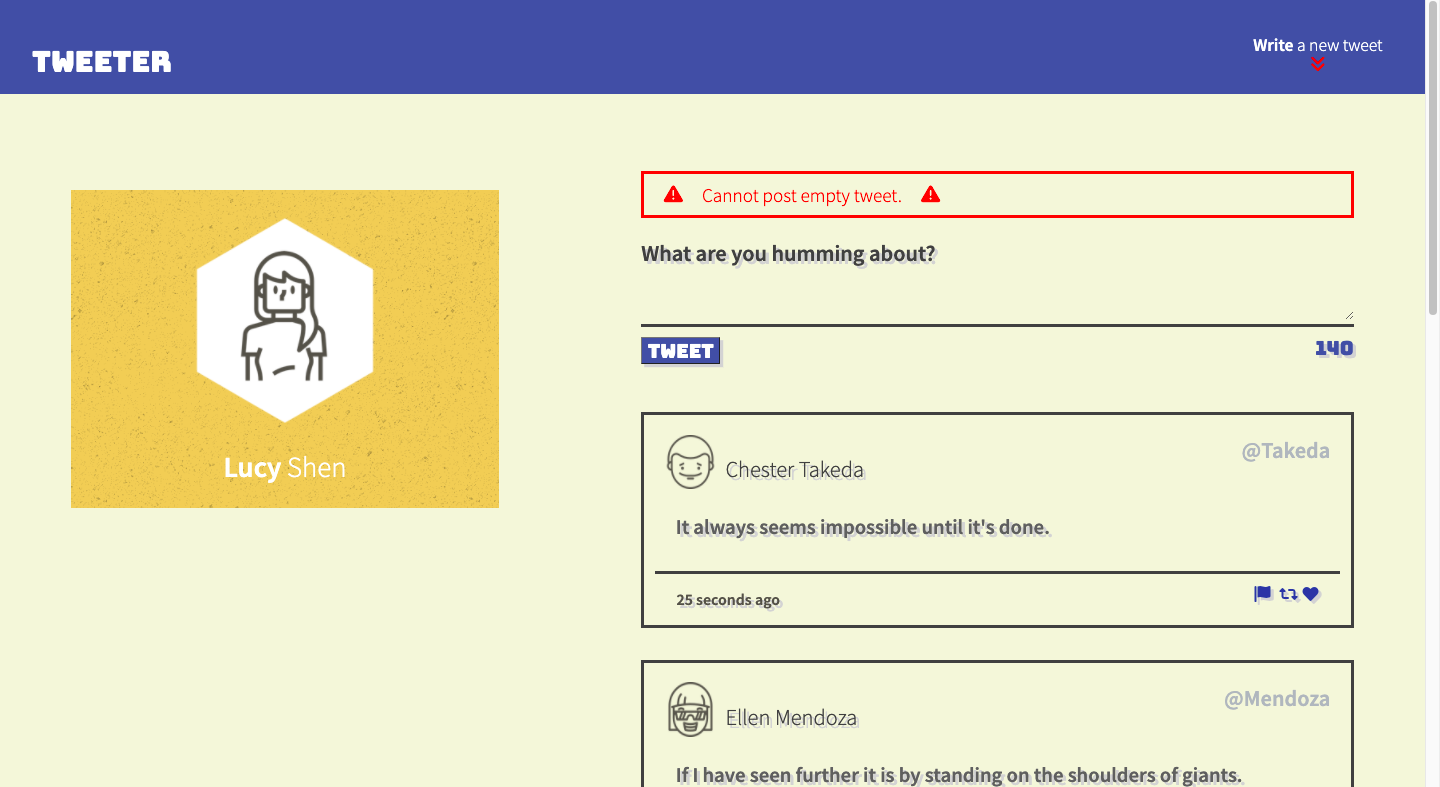 TWEETER
Write a new tweet
Lucy Shen
Cannot post empty tweet.
What are you humming about?
TWEET
140
Chester Takeda
@Takeda
It always seems impossible until it's done.
25 seconds ago
Ellen Mendoza
@Mendoza
If I have seen further it is by standing on the shoulders of giants.